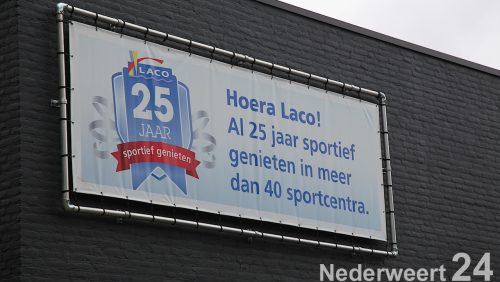 LACO
25
JAAR
sportief genieten
Hoera Laco!
Al 25 jaar sportief
genieten in meer
dan 40 sportcentra.
Nederweert 24